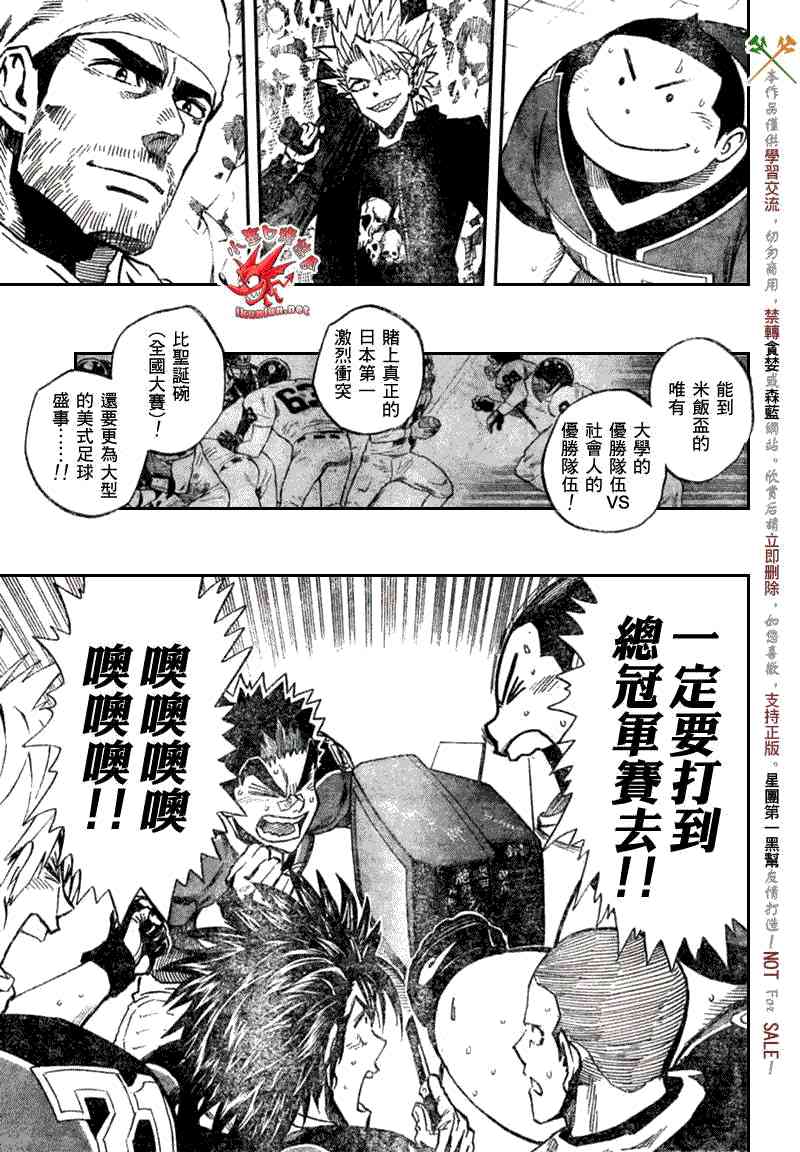 能到
米飯盃的
唯有
大學的
優勝隊伍VS
社會人的
優勝隊伍！
賭上真正的
日本第一
激烈衝突
比聖誕碗
（全國大賽）！
還要更為大型
的美式足球
盛事……!!
一定要打到
總冠軍賽去!!
噢噢噢噢
噢噢噢!!
63
21
ikumian.net
本作品僅供學習交流，切勿商用，禁轉貪婪或森藍網站。欣賞后請立即刪除，如您喜歡，支持正版。星團第一黑幫友情打造—NOT For SALE—